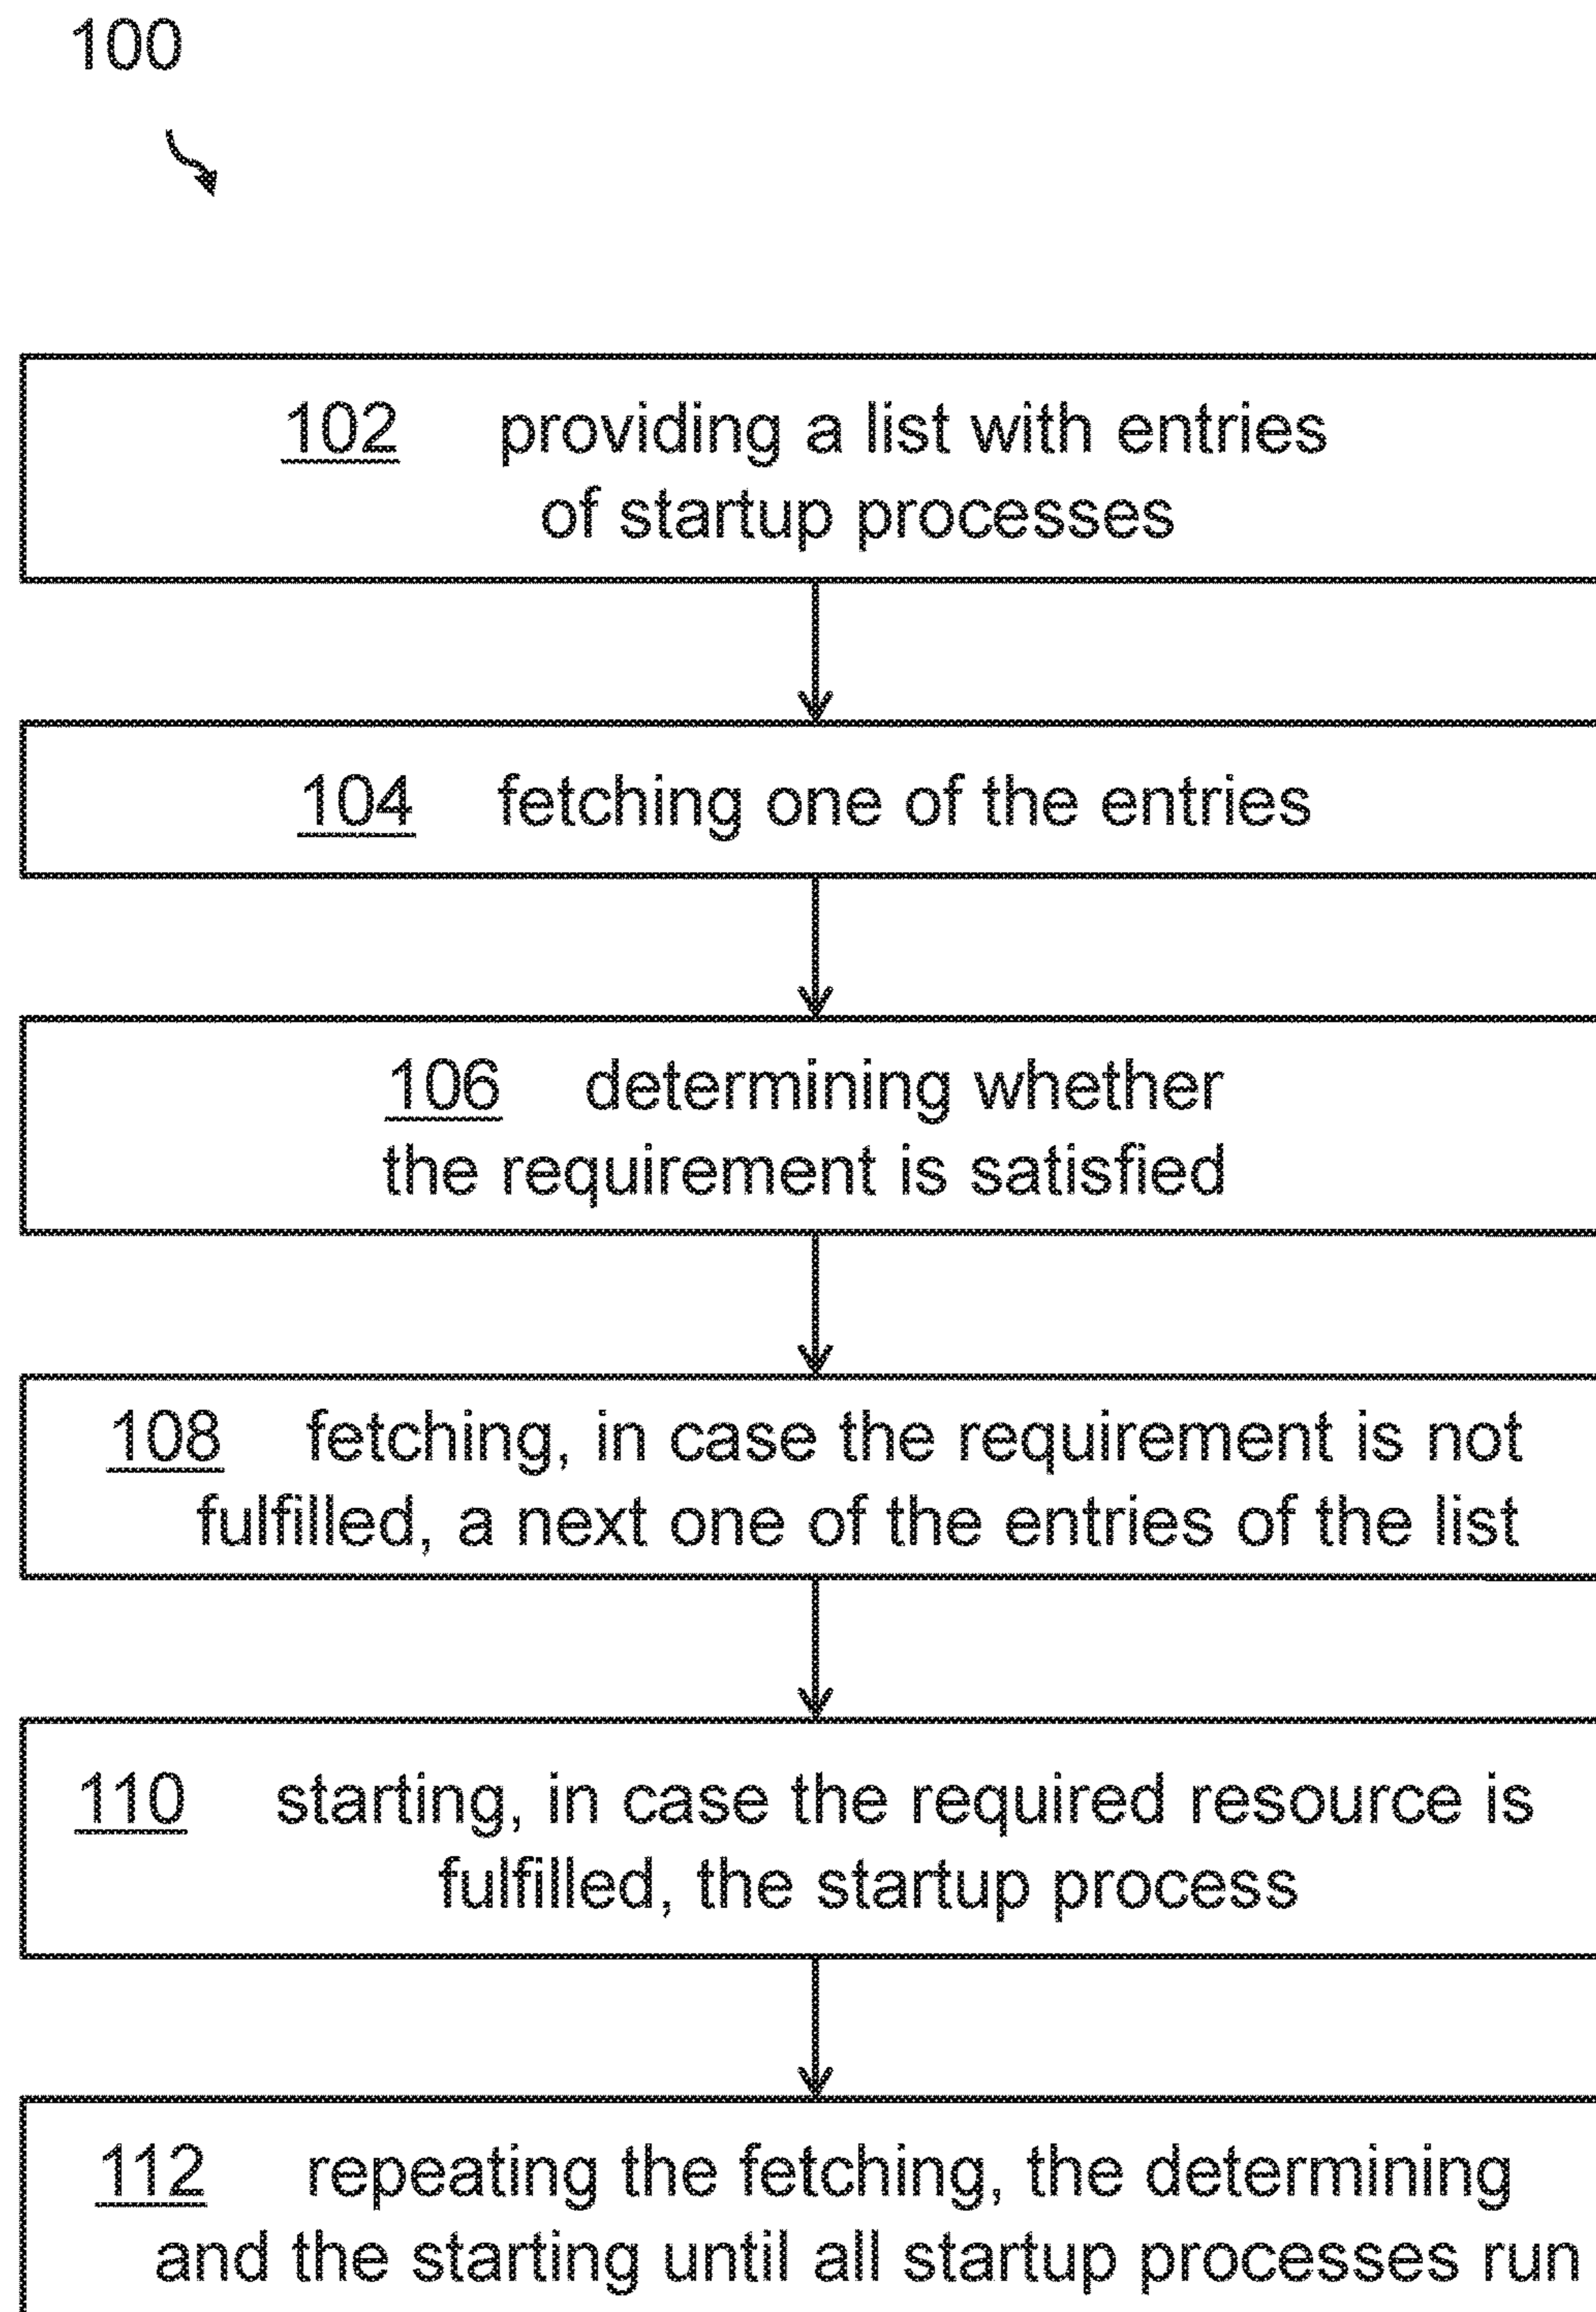 100
102 providing a list with entries
of startup processes
104 fetching one of the entries
106 determining whether
the requirement is satisfied
108 fetching, in case the requirement is not
fulfilled, a next one of the entries of the list
110 starting, in case the required resource is
fulfilled, the startup process
112 repeating the fetching, the determining
and the starting until all startup processes run